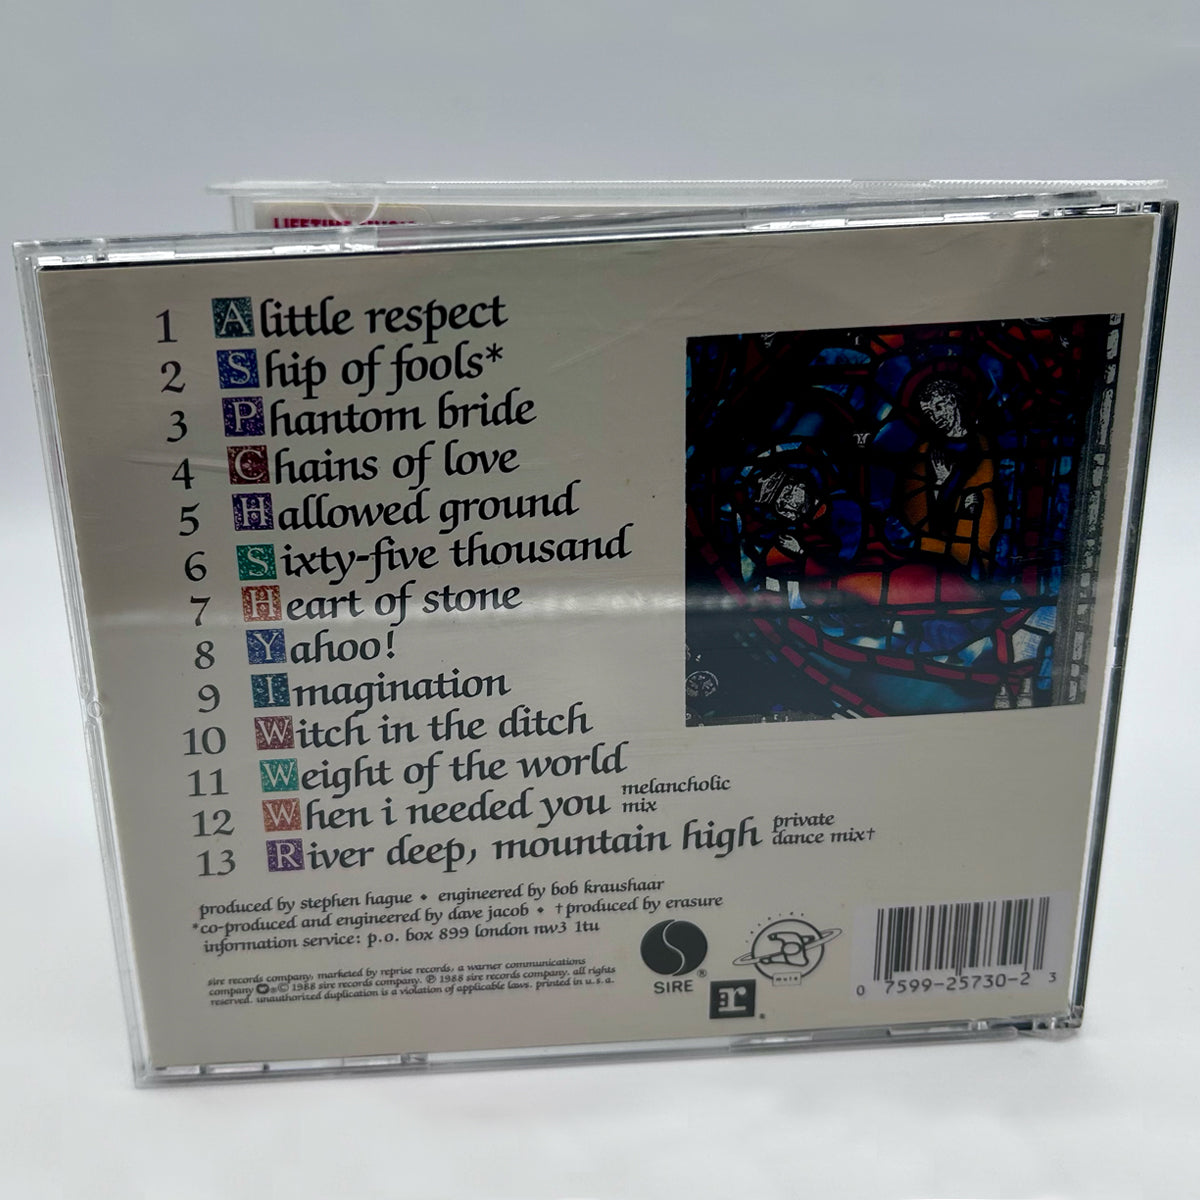 1 A little respect
2 Ship of fools*
3 Phantom bride
4 Chains of love
5 Hallowed ground
6 Sixty-five thousand
7 Heart of stone
8 Yahoo!
9 Imagination
10 Witch in the ditch
11 Weight of the world
12 When i needed you melancholic mix
13 River deep, mountain high private dance mix†
produced by stephen hague • engineered by bob kraushaar
*co-produced and engineered by dave jacob • †produced by erasure
information service: p.o. box 899 london nw3 1tu
sire records company, marketed by reprise records, a warner communications
company ®© 1988 sire records company. ℗ 1988 sire records company. all rights
reserved. unauthorized duplication is a violation of applicable laws. printed in u.s.a.
SIRE ®
r ®
mute
0 7599-25730-2 3